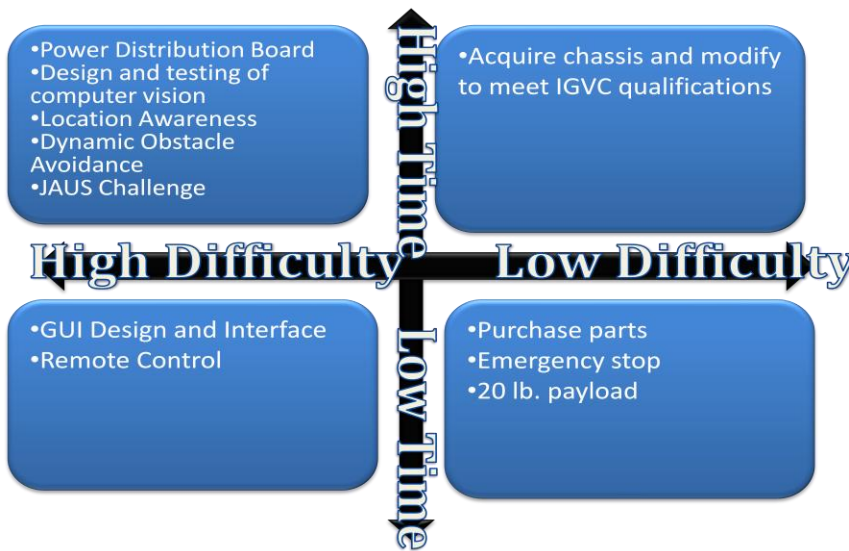 •Power Distribution Board
•Design and testing of
computer vision
•Location Awareness
•Dynamic Obstacle
Avoidance
•JAUS Challenge
High Time
•Acquire chassis and modify
to meet IGVC qualifications
High Difficulty
Low Difficulty
•GUI Design and Interface
•Remote Control
Low Time
•Purchase parts
•Emergency stop
•20 lb. payload